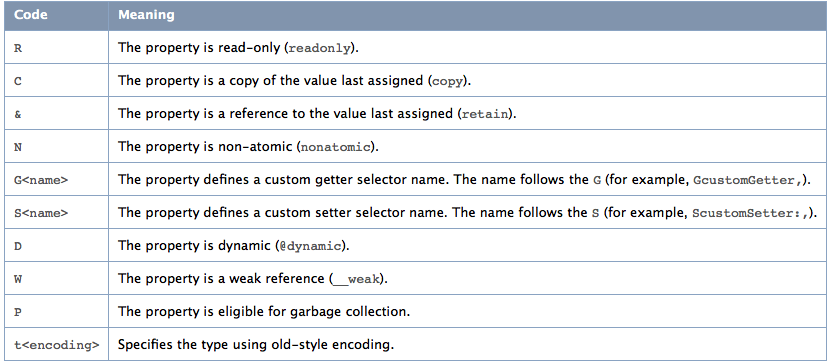 Code Meaning
R The property is read-only (readonly).
C The property is a copy of the value last assigned (copy).
& The property is a reference to the value last assigned (retain).
N The property is non-atomic (nonatomic).
G<name> The property defines a custom getter selector name. The name follows the G (for example, GcustomGetter,).
S<name> The property defines a custom setter selector name. The name follows the S (for example, ScustomSetter:,).
D The property is dynamic (@dynamic).
W The property is a weak reference (__weak).
P The property is eligible for garbage collection.
t<encoding> Specifies the type using old-style encoding.